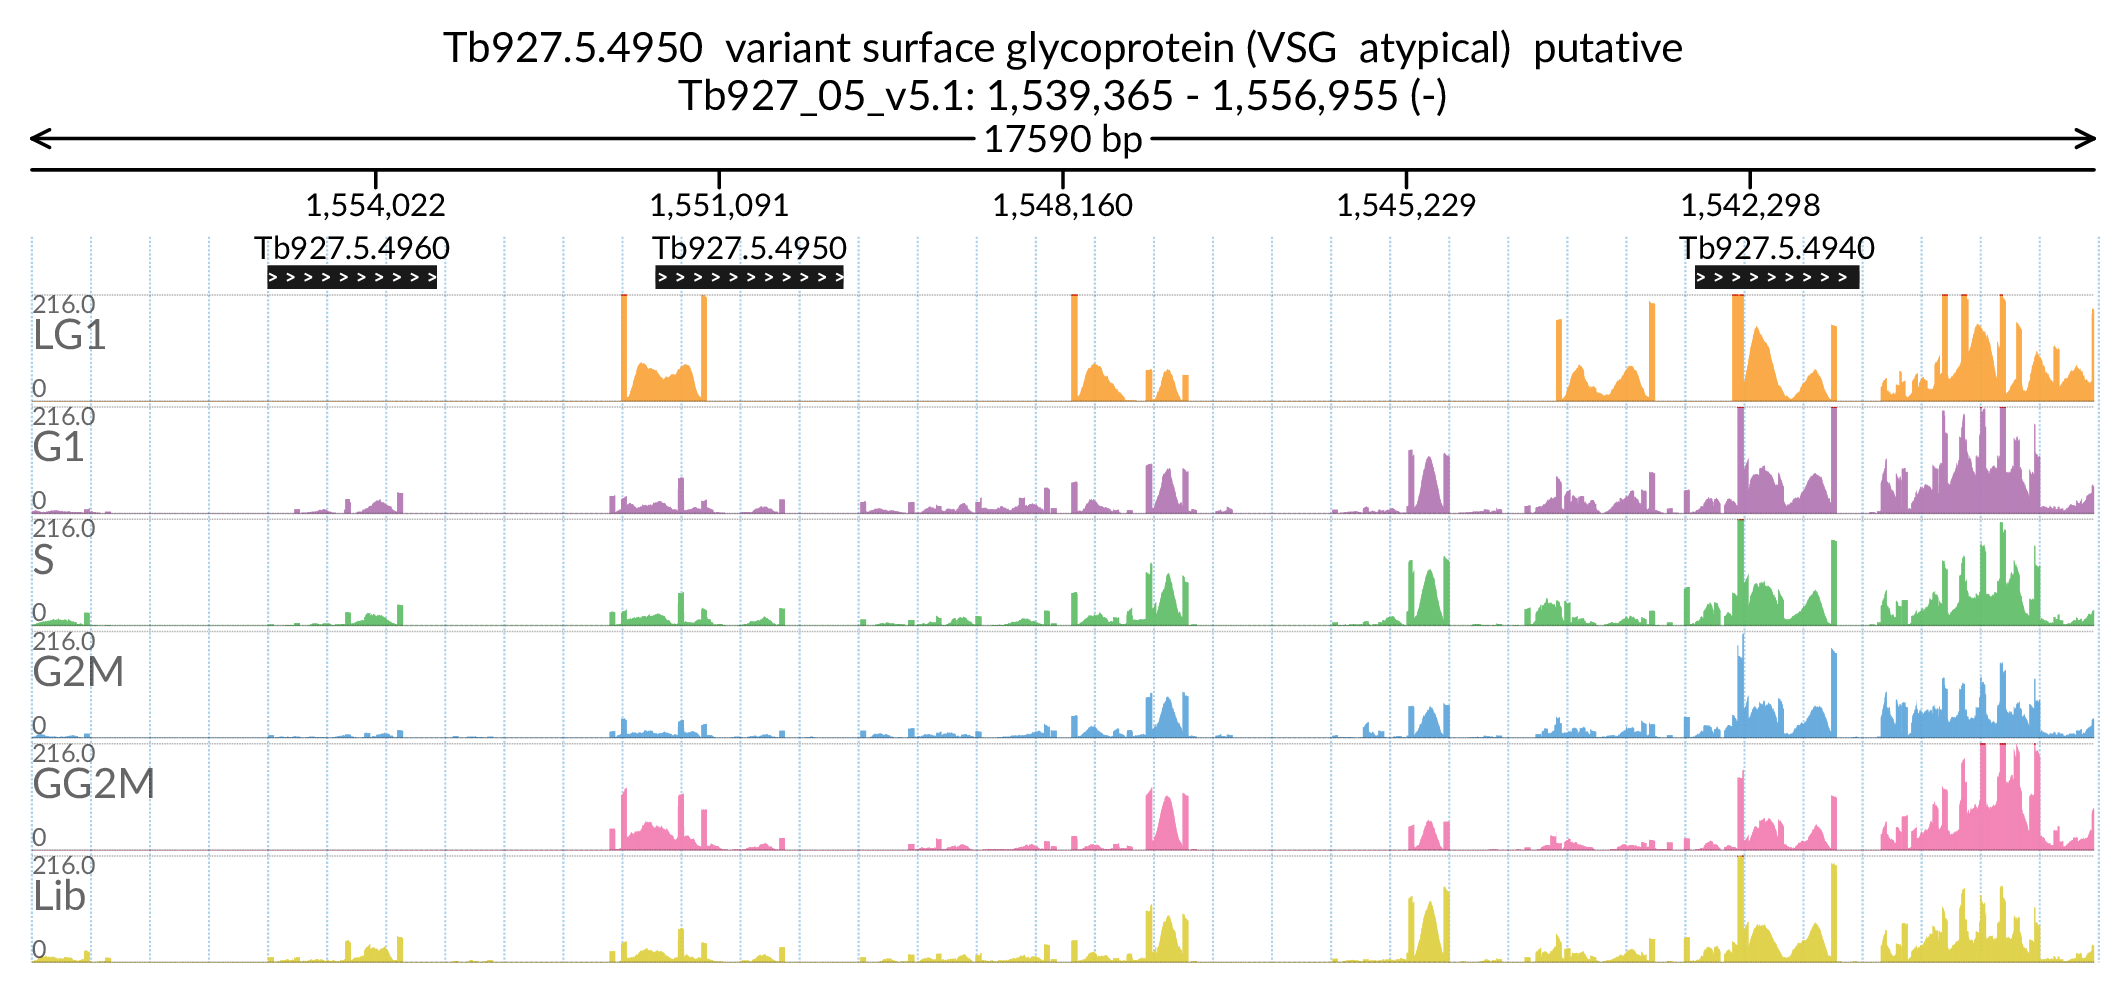 Tb927.5.4950  variant surface glycoprotein (VSG  atypical)  putative
Tb927_05_v5.1: 1,539,365 - 1,556,955 (-)
17590 bp
1,554,022 1,551,091 1,548,160 1,545,229 1,542,298
Tb927.5.4960 Tb927.5.4950 Tb927.5.4940
216.0
LG1
0
216.0
G1
0
216.0
S
0
216.0
G2M
0
216.0
GG2M
0
216.0
Lib
0